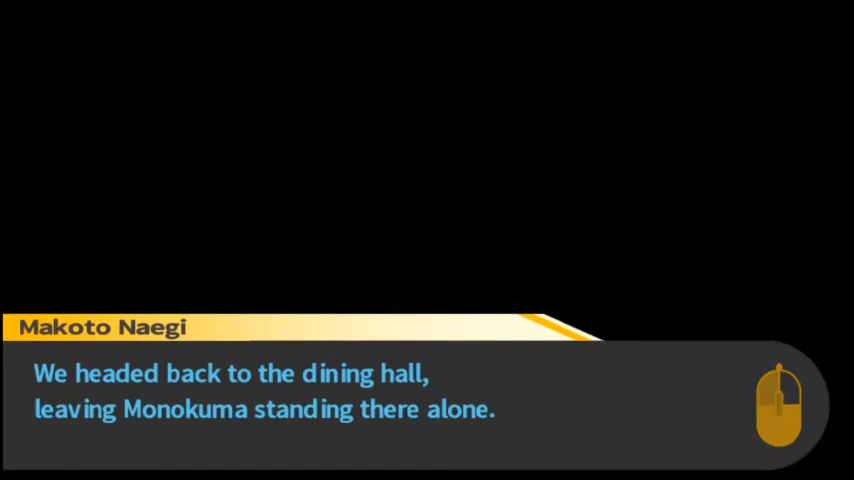 Makoto Naegi
We headed back to the dining hall,
leaving Monokuma standing there alone.